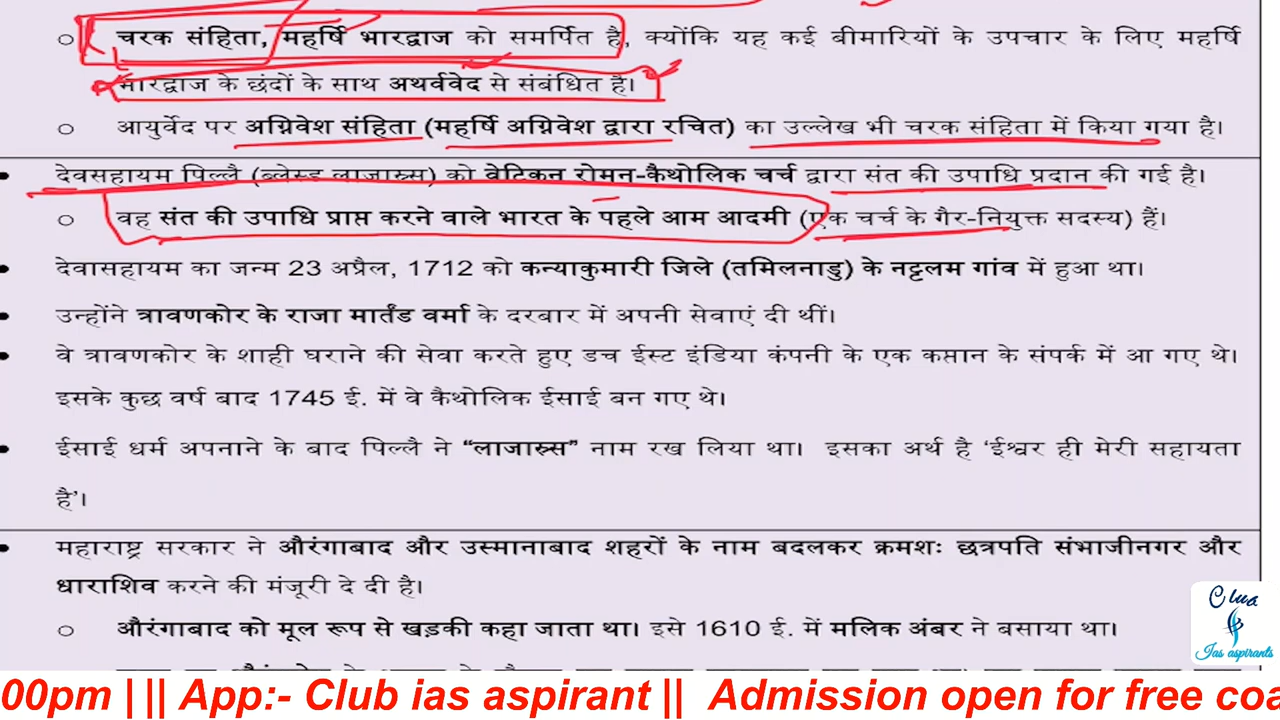 चरक संहिता, महर्षि भारद्वाज को समर्पित है, क्योंकि यह कई बीमारियों के उपचार के लिए महर्षि
भारद्वाज के छंदों के साथ अथर्ववेद से संबंधित है।
आयुर्वेद पर अग्निवेश संहिता (महर्षि अग्निवेश द्वारा रचित) का उल्लेख भी चरक संहिता में किया गया है।
देवसहायम पिल्लै (ब्लेस्ड लाजारूस) को वेटिकन रोमन-कैथोलिक चर्च द्वारा संत की उपाधि प्रदान की गई है।
वह संत की उपाधि प्राप्त करने वाले भारत के पहले आम आदमी (एक चर्च के गैर-नियुक्त सदस्य) हैं।
देवासहायम का जन्म 23 अप्रैल, 1712 को कन्याकुमारी जिले (तमिलनाडु) के नट्टलम गांव में हुआ था।
उन्होंने त्रावणकोर के राजा मार्तंड वर्मा के दरबार में अपनी सेवाएं दी थीं।
वे त्रावणकोर के शाही घराने की सेवा करते हुए डच ईस्ट इंडिया कंपनी के एक कप्तान के संपर्क में आ गए थे।
इसके कुछ वर्ष बाद 1745 ई. में वे कैथोलिक ईसाई बन गए थे।
ईसाई धर्म अपनाने के बाद पिल्लै ने “लाजारूस” नाम रख लिया था। इसका अर्थ है ‘ईश्वर ही मेरी सहायता
है’।
महाराष्ट्र सरकार ने औरंगाबाद और उस्मानाबाद शहरों के नाम बदलकर क्रमशः छत्रपति संभाजीनगर और
धाराशिव करने की मंजूरी दे दी है।
औरंगाबाद को मूल रूप से खड़की कहा जाता था। इसे 1610 ई. में मलिक अंबर ने बसाया था।
Club
Ias aspirants
00pm | || App:- Club ias aspirant || Admission open for free coa